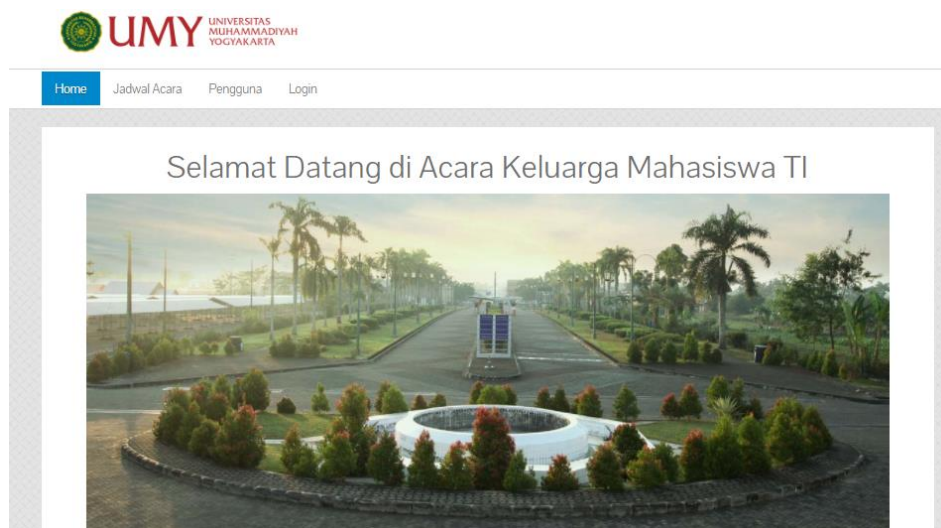 UMY
UNIVERSITAS
MUHAMMADIYAH
YOGYAKARTA
Home Jadwal Acara Pengguna Login
Selamat Datang di Acara Keluarga Mahasiswa TI